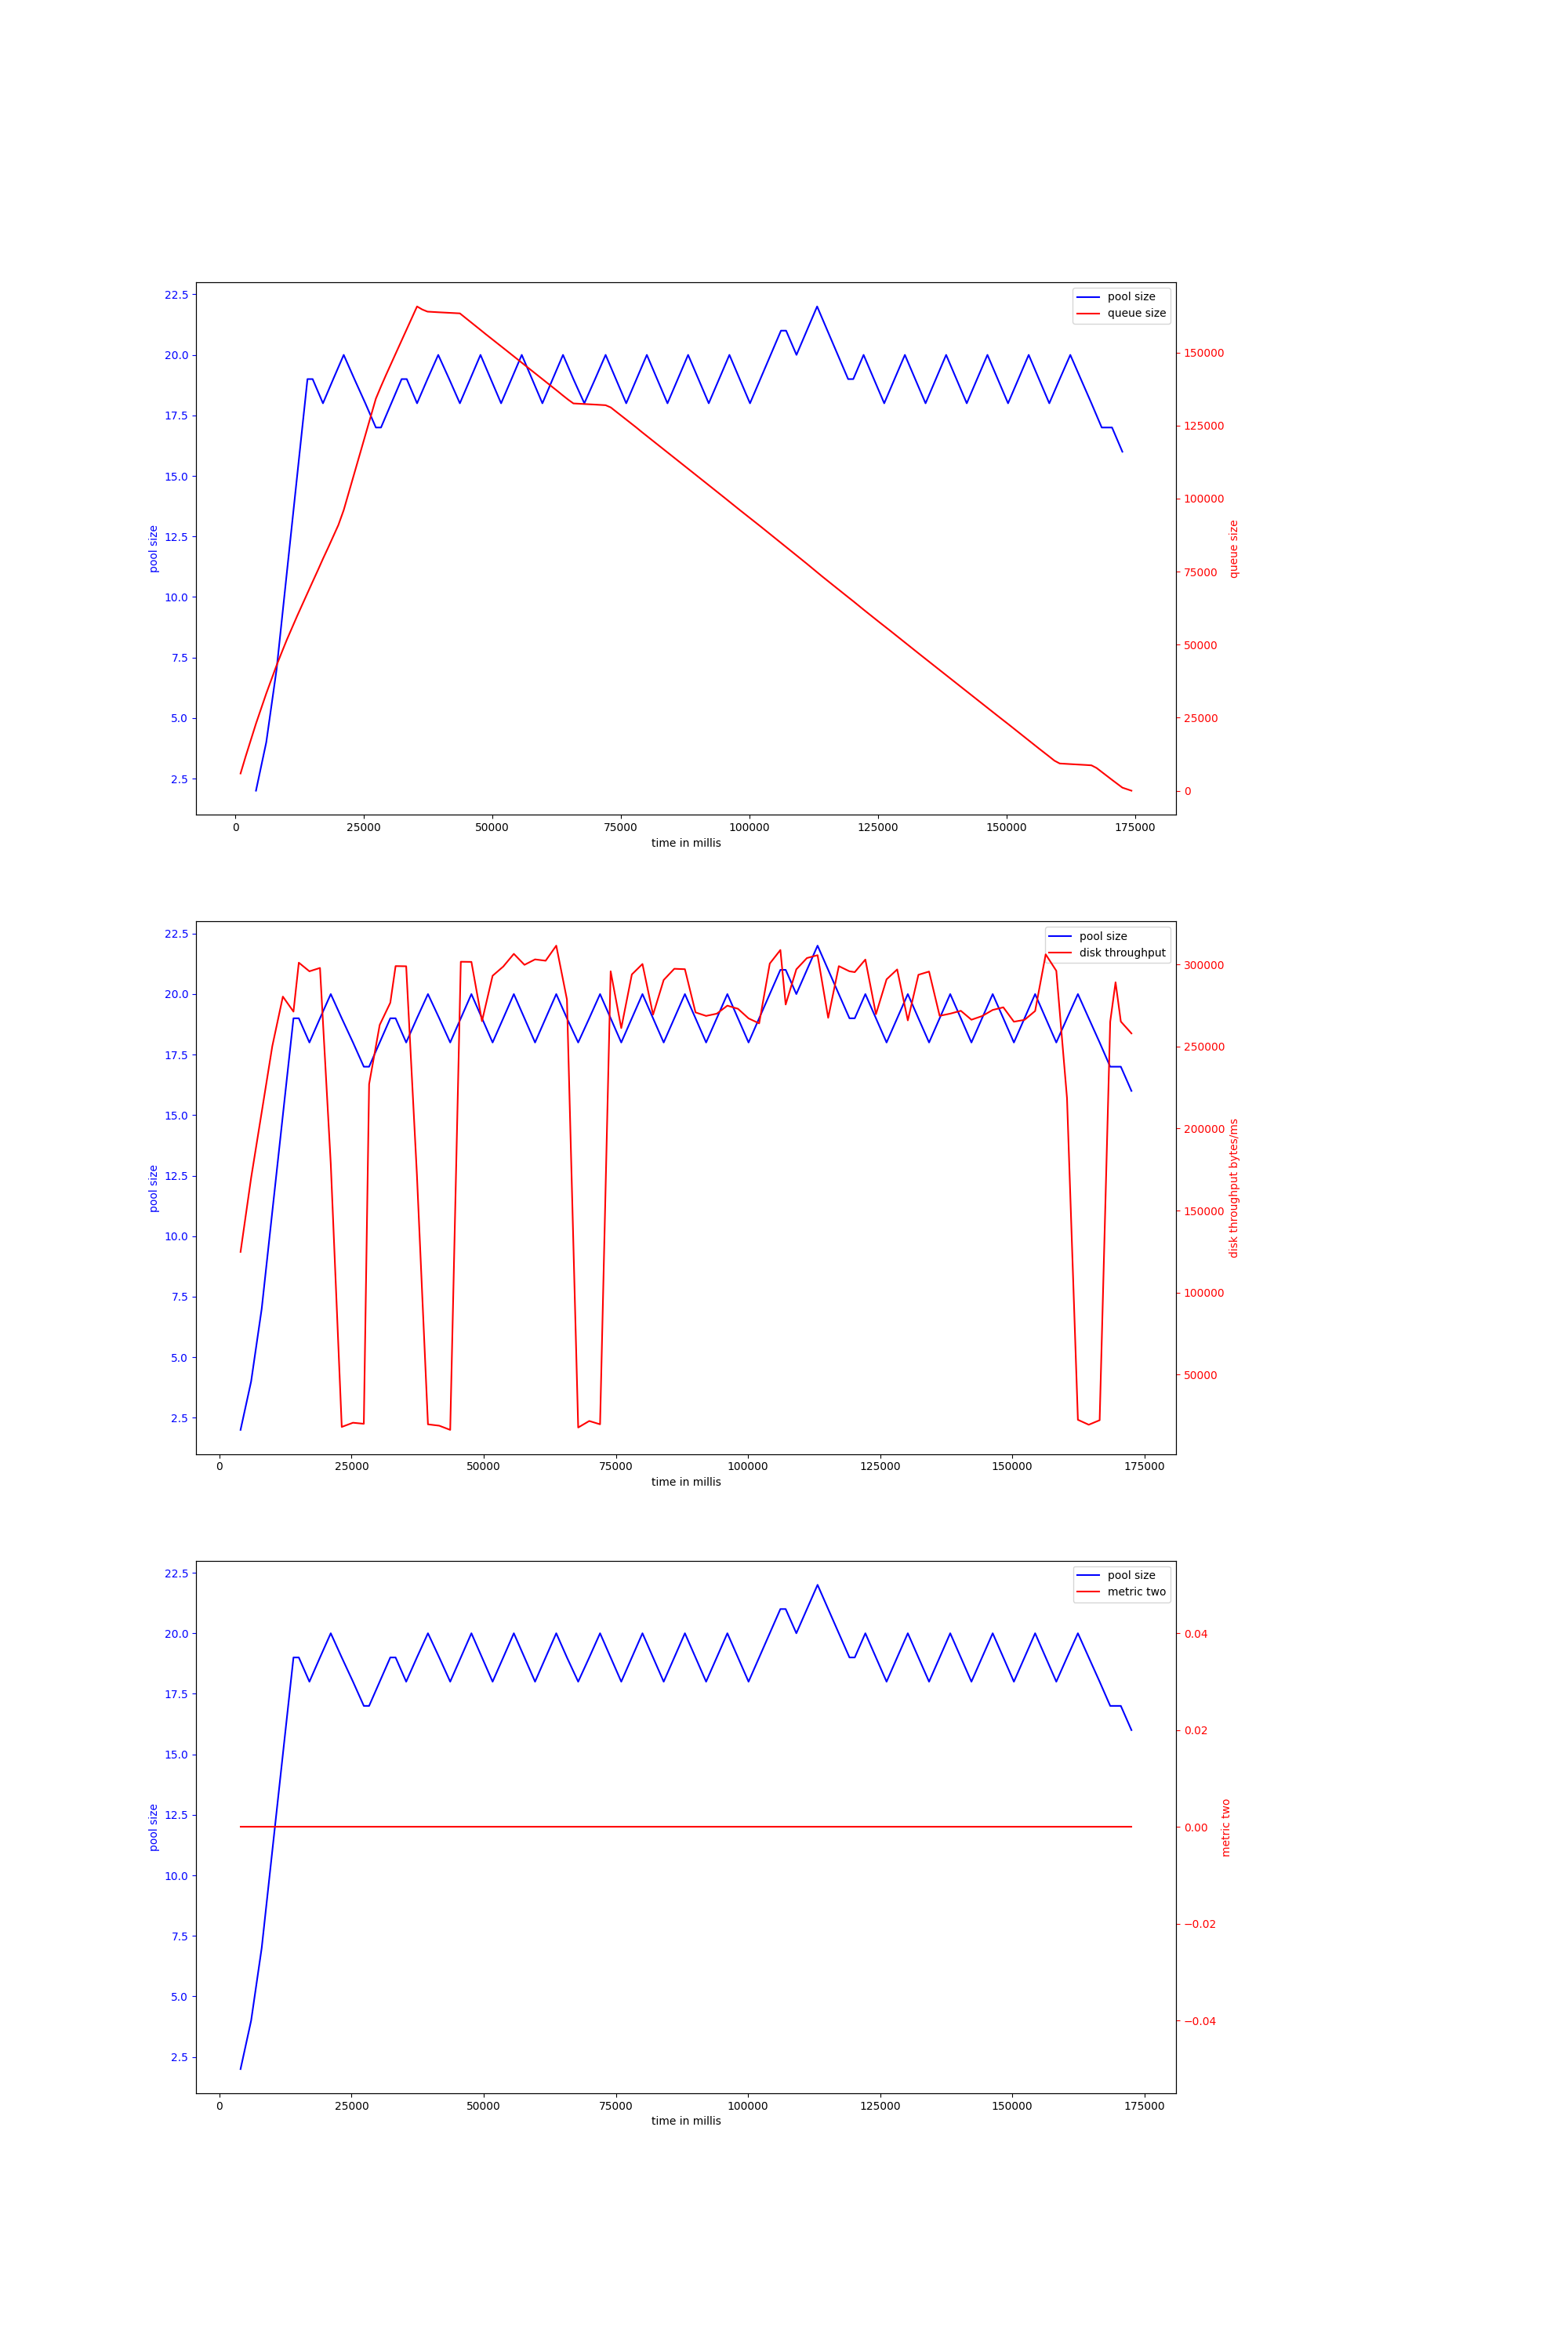 22.5
20.0
17.5
15.0
12.5
10.0
7.5
5.0
2.5
pool size
pool size
queue size
150000
125000
100000
75000
50000
25000
0
queue size
0 25000 50000 75000 100000 125000 150000 175000
time in millis
22.5
20.0
17.5
15.0
12.5
10.0
7.5
5.0
2.5
pool size
pool size
disk throughput
300000
250000
200000
150000
100000
50000
disk throughput bytes/ms
0 25000 50000 75000 100000 125000 150000 175000
time in millis
22.5
20.0
17.5
15.0
12.5
10.0
7.5
5.0
2.5
pool size
pool size
metric two
0.04
0.02
0.00
−0.02
−0.04
metric two
0 25000 50000 75000 100000 125000 150000 175000
time in millis